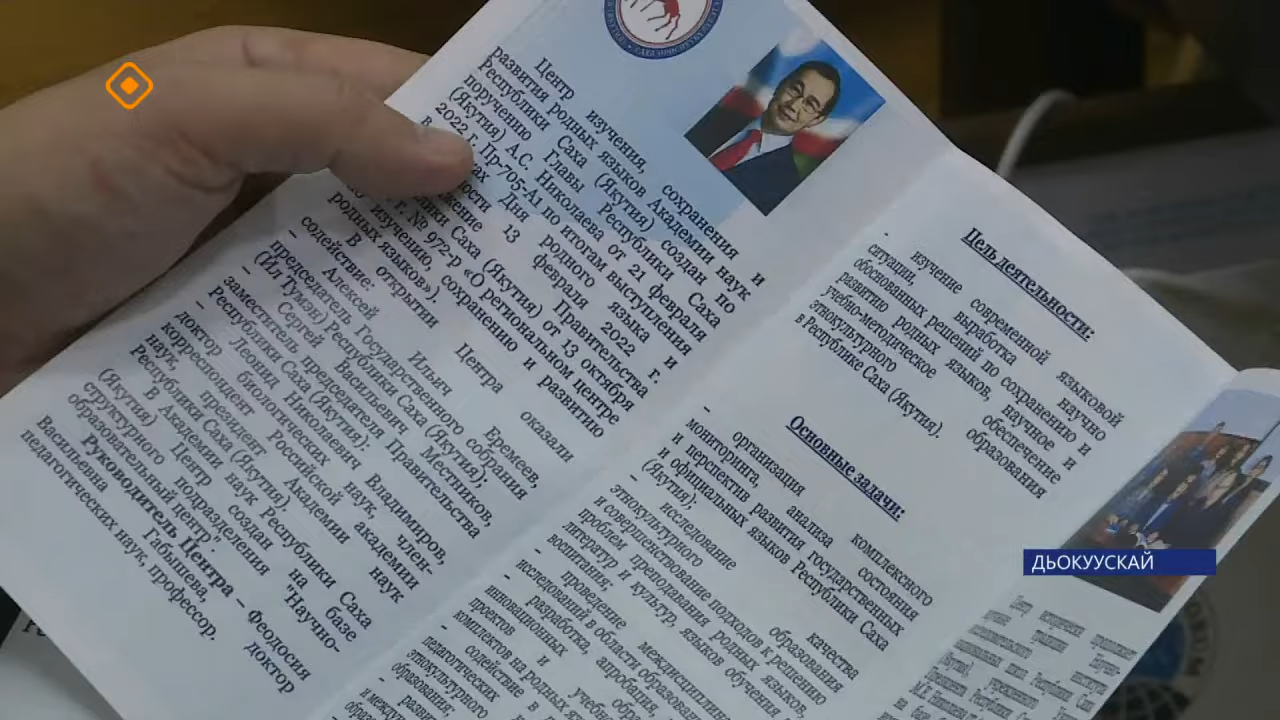 Центр изучения, сохранения и
развития родных языков Академии наук
Республики Саха (Якутия) создан по
поручению Главы Республики Саха
(Якутия) А.С. Николаева от 21 февраля
2022 г. Пр-705-А1 по итогам выступления
в Дня родного языка и
13 февраля 2022 г.
Правительства
Саха (Якутия) от 13 октября
г. № 972-р «О региональном центре
изучению, сохранению и развитию
родных языков»).
В открытии Центра оказали
содействие:
– Алексей Ильич Еремеев,
председатель Государственного собрания
(Ил Тумэн) Республики Саха (Якутия);
– Сергей Васильевич Местников,
заместитель председателя Правительства
Республики Саха (Якутия);
– Леонид Николаевич Владимиров,
доктор биологических наук, член-
корреспондент Российской академии
наук, президент Академии наук
Республики Саха (Якутия).
В Академии наук Республики Саха
(Якутия) Центр создан на базе
структурного подразделения "Научно-
образовательный центр".
Руководитель Центра – Феодосия
Васильевна Габышева, доктор
педагогических наук, профессор.
Цель деятельности:
- изучение современной языковой
ситуации, выработка научно
обоснованных решений по сохранению и
развитию родных языков, научное и
учебно-методическое обеспечение
этнокультурного образования
в Республике Саха (Якутия).
Основные задачи:
– организация комплексного
мониторинга, анализа состояния
и перспектив развития государственных
и официальных языков Республики Саха
(Якутия);
– исследование качества
этнокультурного образования
и совершенствование подходов к решению
проблем преподавания родных языков,
литератур и культур, языков обучения
воспитания;
– проведение
исследований в области
– разработка, апробация,
инновационных
проектов и
комплектов на родных
– содействие в
педагогических
этнокультурного
образования,
ДЬОКУУСКАЙ